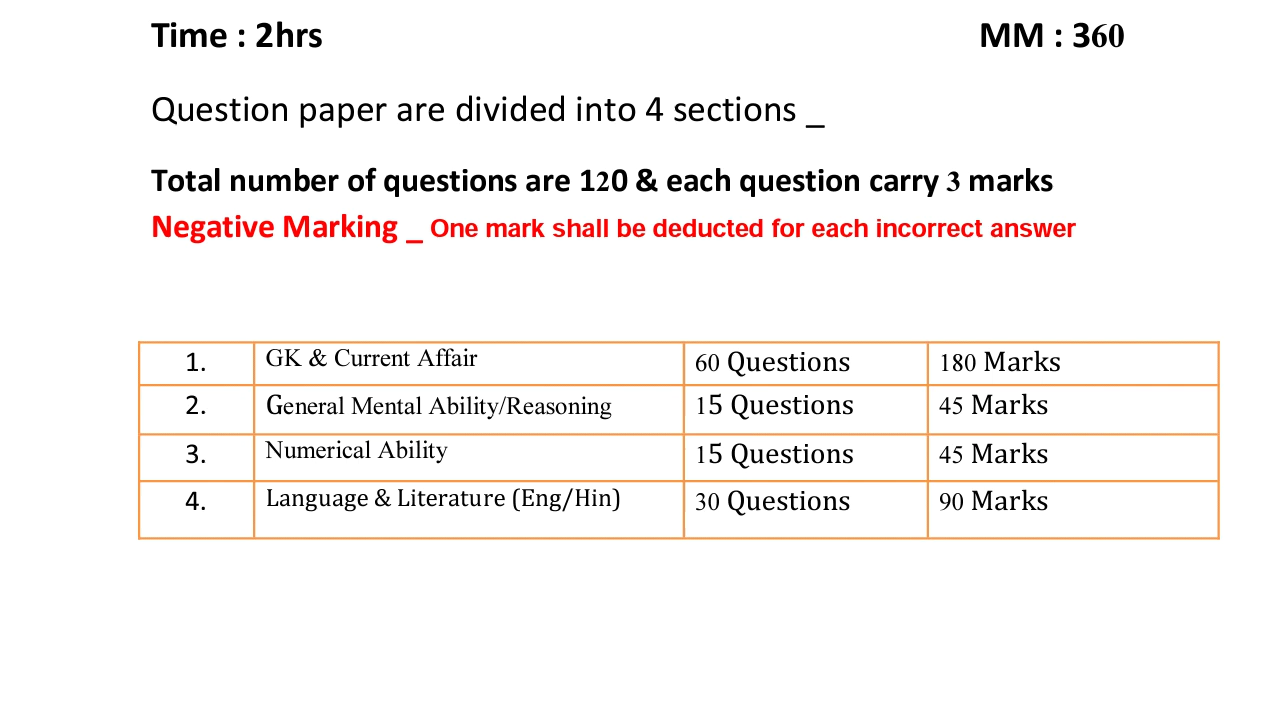 Time : 2hrs MM : 360
Question paper are divided into 4 sections _
Total number of questions are 120 & each question carry 3 marks
Negative Marking _ One mark shall be deducted for each incorrect answer
1. GK & Current Affair 60 Questions 180 Marks
2. General Mental Ability/Reasoning 15 Questions 45 Marks
3. Numerical Ability 15 Questions 45 Marks
4. Language & Literature (Eng/Hin) 30 Questions 90 Marks